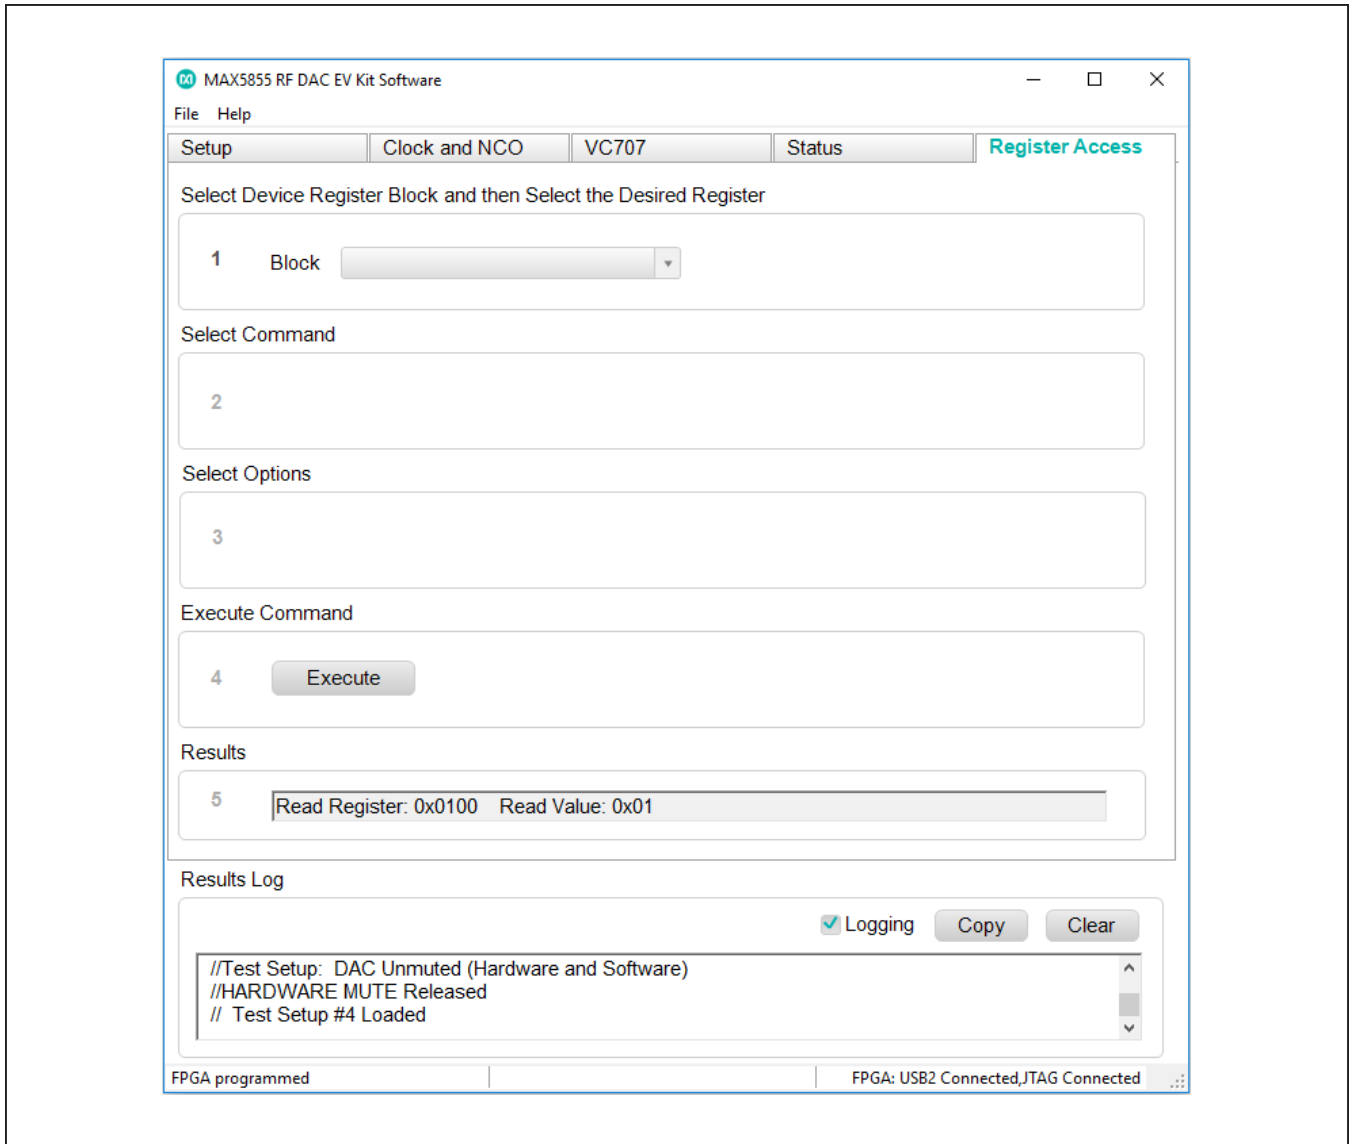 MAX5855 RF DAC EV Kit Software
File Help
Setup Clock and NCO VC707 Status Register Access
Select Device Register Block and then Select the Desired Register
1 Block
Select Command
2
Select Options
3
Execute Command
4 Execute
Results
5 Read Register: 0x0100 Read Value: 0x01
Results Log
Logging Copy Clear
//Test Setup: DAC Unmuted (Hardware and Software)
//HARDWARE MUTE Released
// Test Setup #4 Loaded
FPGA programmed FPGA: USB2 Connected,JTAG Connected